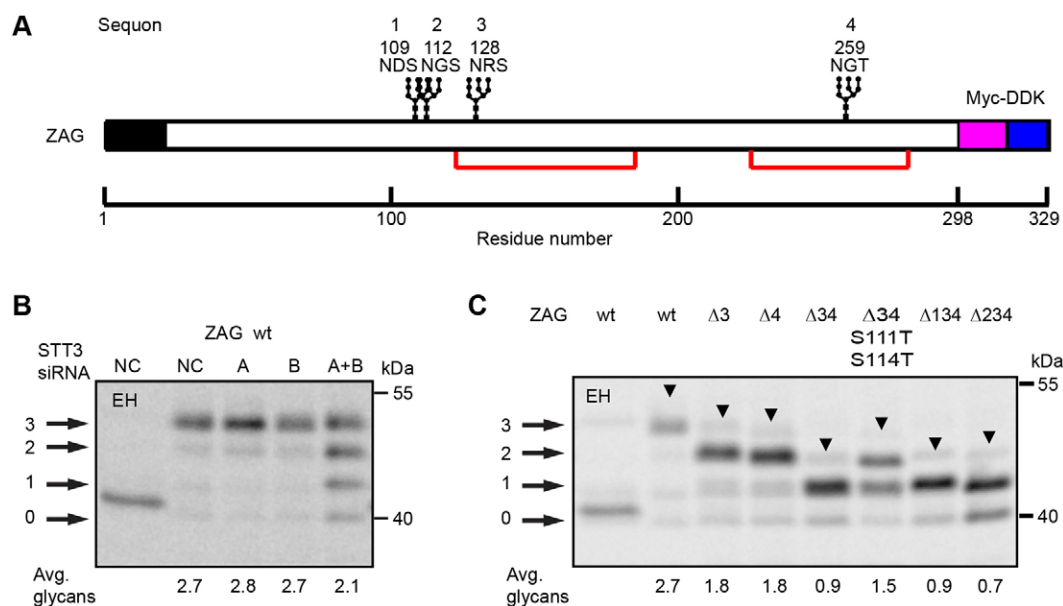 A
Sequon 1 2 3 4
109 112 128 259
NDS NGS NRS NGT
Myc-DDK
ZAG
1 100 200 298 329
Residue number
B
ZAG wt
STT3
siRNA NC NC A B A+B kDa
EH
55
3
2
1
0
40
Avg.
glycans 2.7 2.8 2.7 2.1
C
ZAG wt wt Δ3 Δ4 Δ34 Δ34 Δ134 Δ234
S111T
S114T
kDa
EH
55
3
2
1
0
40
Avg.
glycans 2.7 1.8 1.8 0.9 1.5 0.9 0.7